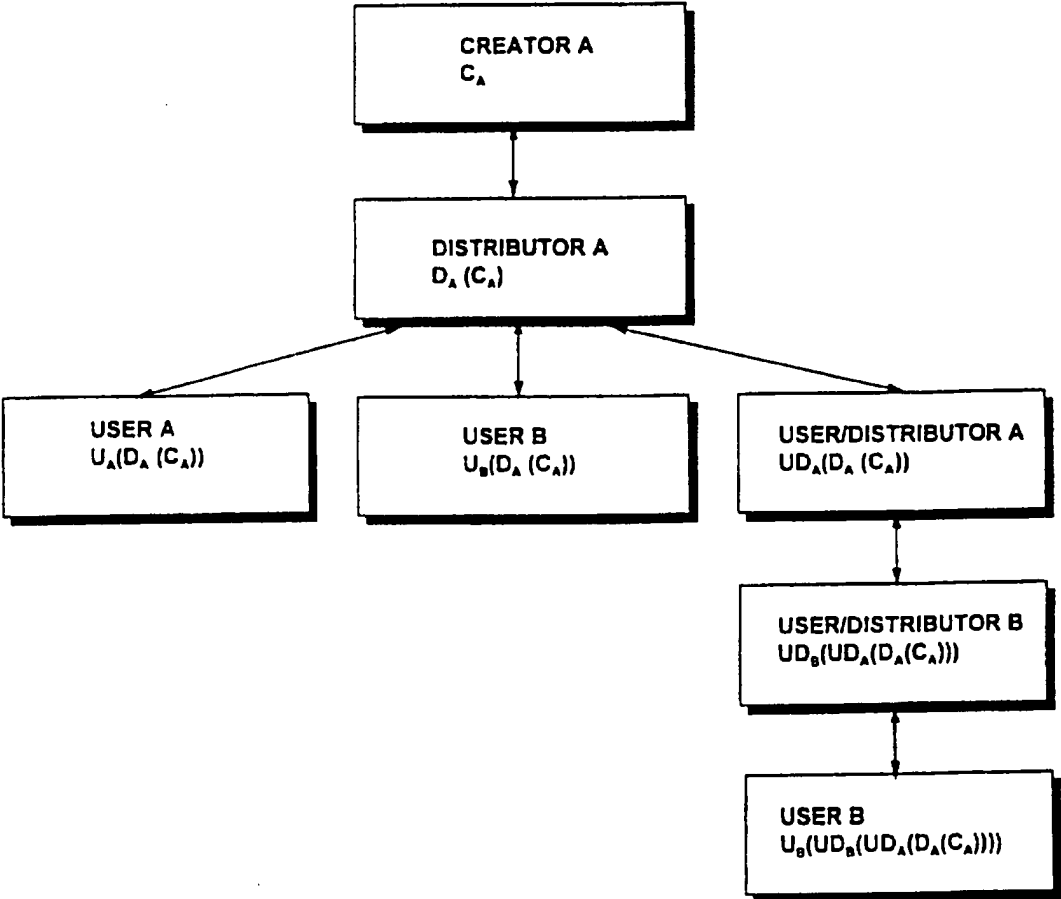 CREATOR A
C_A
DISTRIBUTOR A
D_A (C_A)
USER A
U_A(D_A (C_A))
USER B
U_B(D_A (C_A))
USER/DISTRIBUTOR A
UD_A(D_A (C_A))
USER/DISTRIBUTOR B
UD_B(UD_A(D_A(C_A)))
USER B
U_B(UD_B(UD_A(D_A(C_A))))